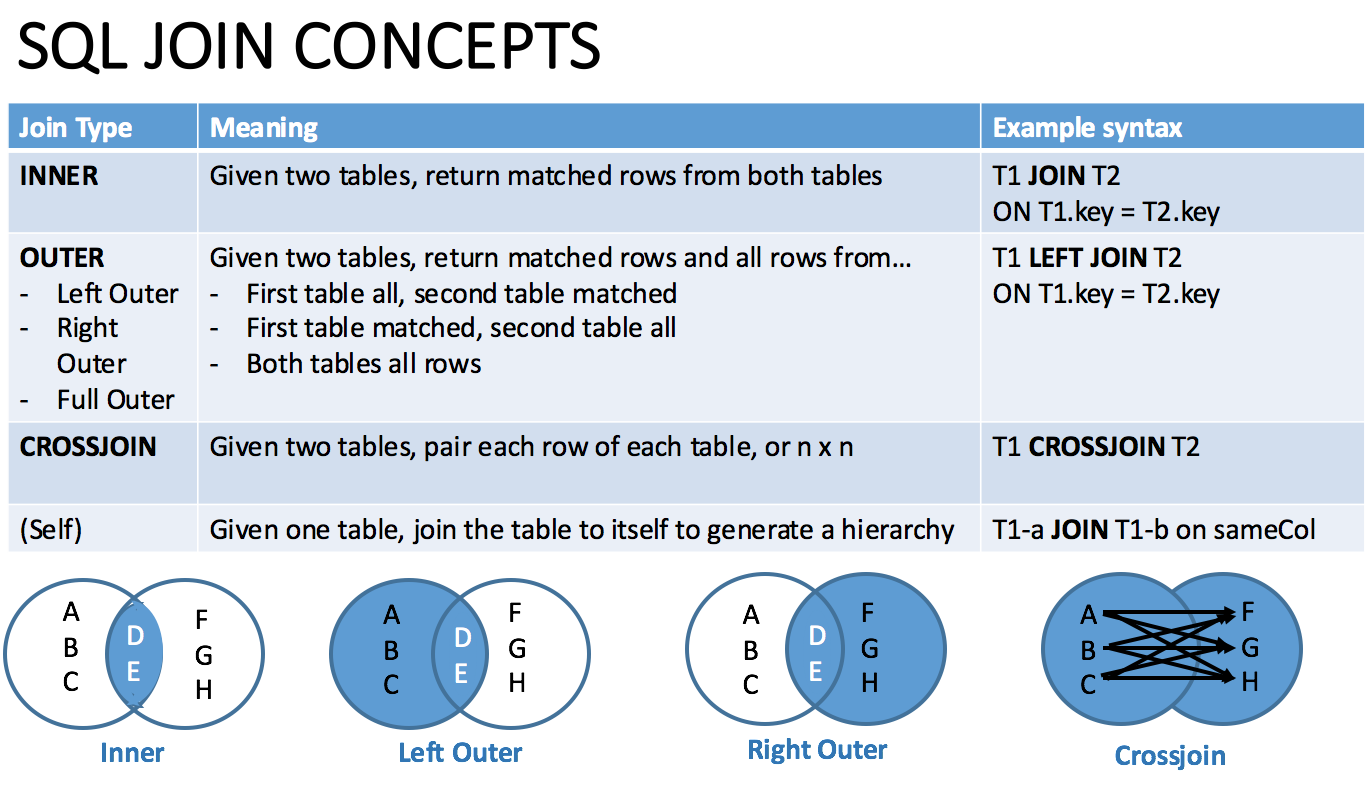 SQL JOIN CONCEPTS
Join Type
Meaning
Example syntax
INNER
Given two tables, return matched rows from both tables
T1 JOIN T2
ON T1.key = T2.key
OUTER
- Left Outer
- Right
Outer
- Full Outer
Given two tables, return matched rows and all rows from...
- First table all, second table matched
- First table matched, second table all
- Both tables all rows
T1 LEFT JOIN T2
ON T1.key = T2.key
CROSSJOIN
Given two tables, pair each row of each table, or n x n
T1 CROSSJOIN T2
(Self)
Given one table, join the table to itself to generate a hierarchy
T1-a JOIN T1-b on sameCol
A
B
C
D
E
F
G
H
Inner
A
B
C
D
E
F
G
H
Left Outer
A
B
C
D
E
F
G
H
Right Outer
A
B
C
F
G
H
Crossjoin